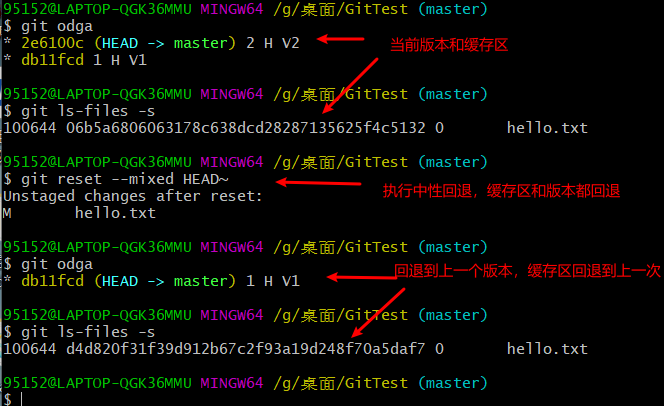 95152@LAPTOP-QGK36MMU MINGW64 /g/桌面/GitTest (master)
$ git odga
* 2e6100c (HEAD -> master) 2 H V2
当前版本和缓存区
* db11fcd 1 H V1
95152@LAPTOP-QGK36MMU MINGW64 /g/桌面/GitTest (master)
$ git ls-files -s
100644 06b5a6806063178c638dcd28287135625f4c5132 0 hello.txt
95152@LAPTOP-QGK36MMU MINGW64 /g/桌面/GitTest (master)
$ git reset --mixed HEAD~
执行中性回退，缓存区和版本都回退
Unstaged changes after reset:
M hello.txt
95152@LAPTOP-QGK36MMU MINGW64 /g/桌面/GitTest (master)
$ git odga
回退到上一个版本，缓存区回退到上一次
* db11fcd (HEAD -> master) 1 H V1
95152@LAPTOP-QGK36MMU MINGW64 /g/桌面/GitTest (master)
$ git ls-files -s
100644 d4d820f31f39d912b67c2f93a19d248f70a5daf7 0 hello.txt
95152@LAPTOP-QGK36MMU MINGW64 /g/桌面/GitTest (master)
$